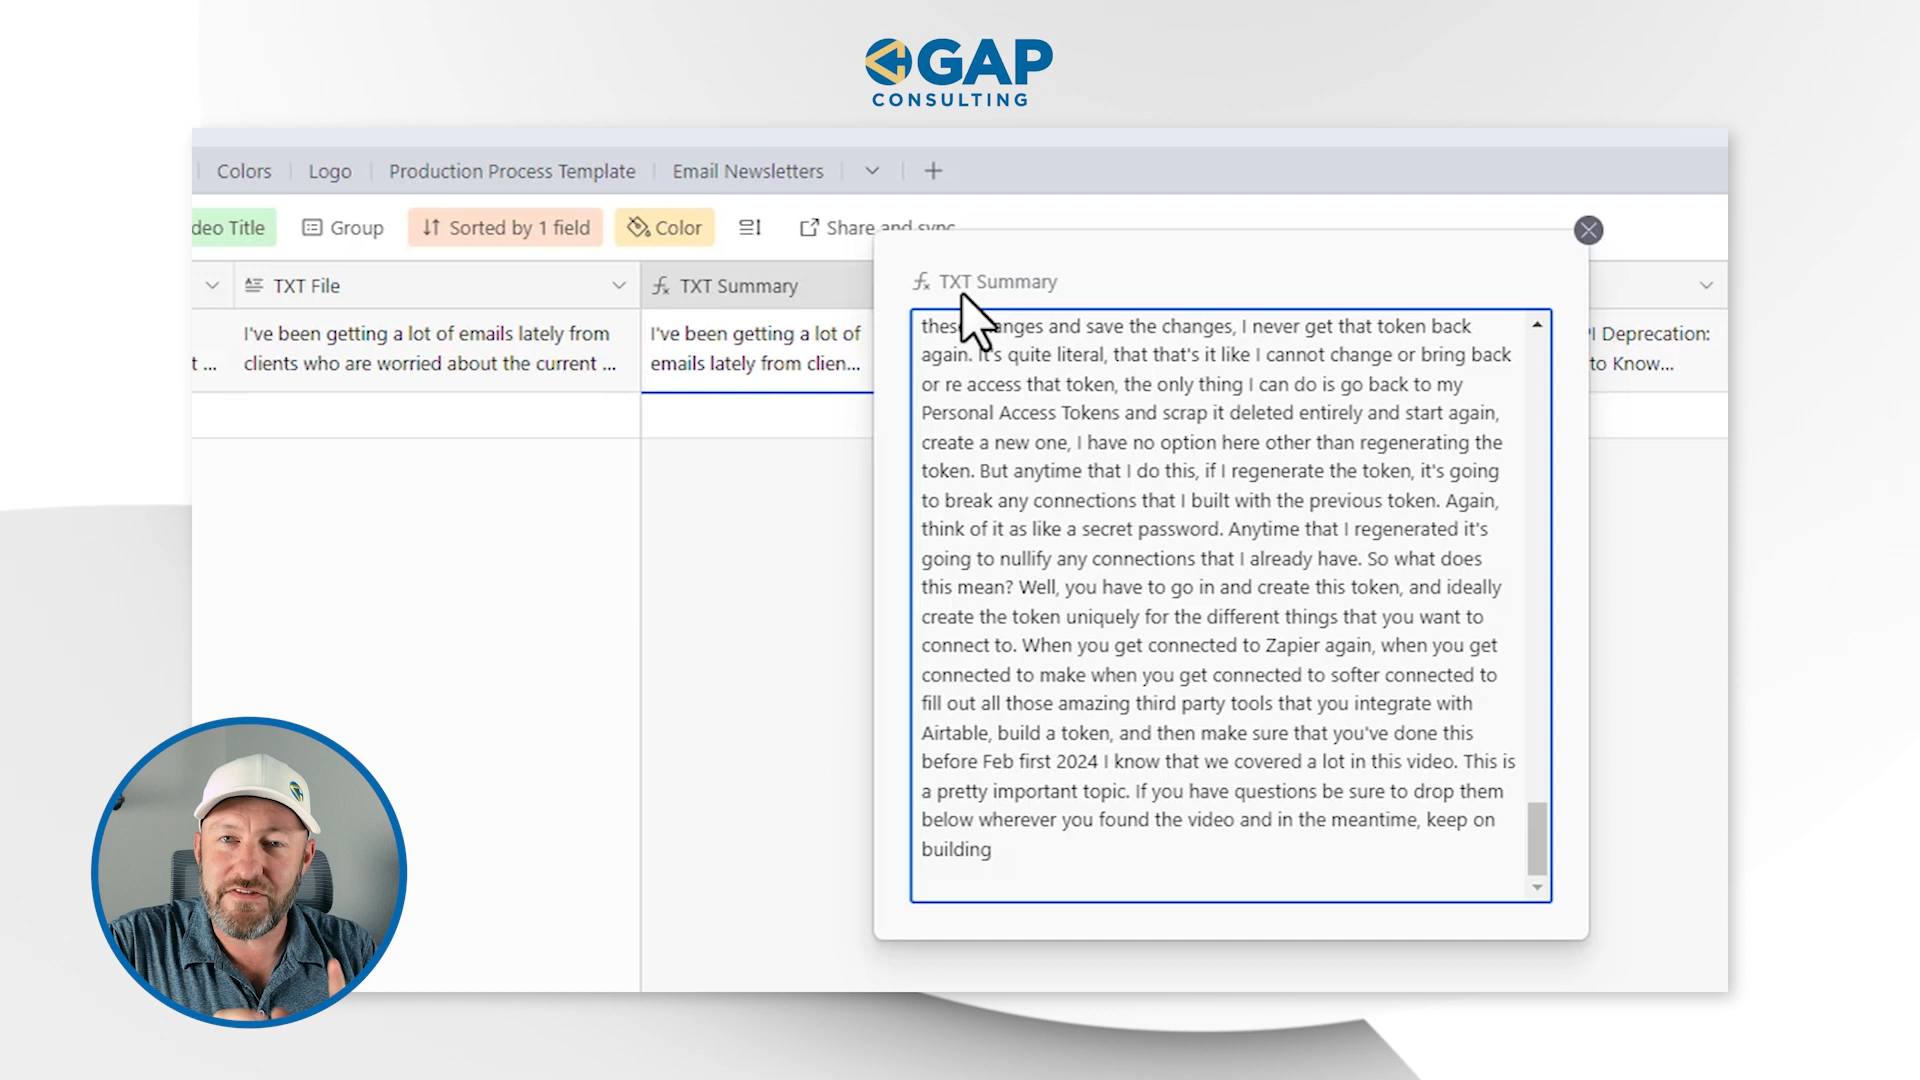 GAP
CONSULTING
Colors
Logo
Production Process Template
Email Newsletters
deo Title
Group
Sorted by 1 field
Color
Share and sync
TXT File
TXT Summary
I've been getting a lot of emails lately from
clients who are worried about the current ...
I've been getting a lot of
emails lately from clien...
t ...
PI Deprecation:
to Know...
TXT Summary
these changes and save the changes, I never get that token back
again. It's quite literal, that that's it like I cannot change or bring back
or re access that token, the only thing I can do is go back to my
Personal Access Tokens and scrap it deleted entirely and start again,
create a new one, I have no option here other than regenerating the
token. But anytime that I do this, if I regenerate the token, it's going
to break any connections that I built with the previous token. Again,
think of it as like a secret password. Anytime that I regenerated it's
going to nullify any connections that I already have. So what does
this mean? Well, you have to go in and create this token, and ideally
create the token uniquely for the different things that you want to
connect to. When you get connected to Zapier again, when you get
connected to make when you get connected to softer connected to
fill out all those amazing third party tools that you integrate with
Airtable, build a token, and then make sure that you've done this
before Feb first 2024 I know that we covered a lot in this video. This is
a pretty important topic. If you have questions be sure to drop them
below wherever you found the video and in the meantime, keep on
building